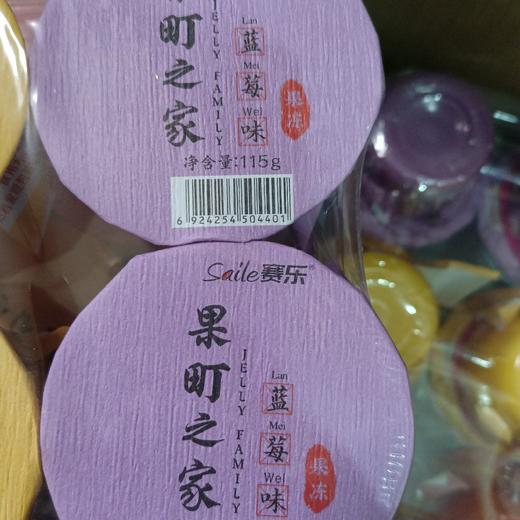 果町之家
JELLY FAMILY
Lan
蓝
Mei
莓
Wei
味
果冻
净含量:115g
6 924254 504401
Saile赛乐®
果町之家
JELLY FAMILY
Lan
蓝
Mei
莓
Wei
味
果冻